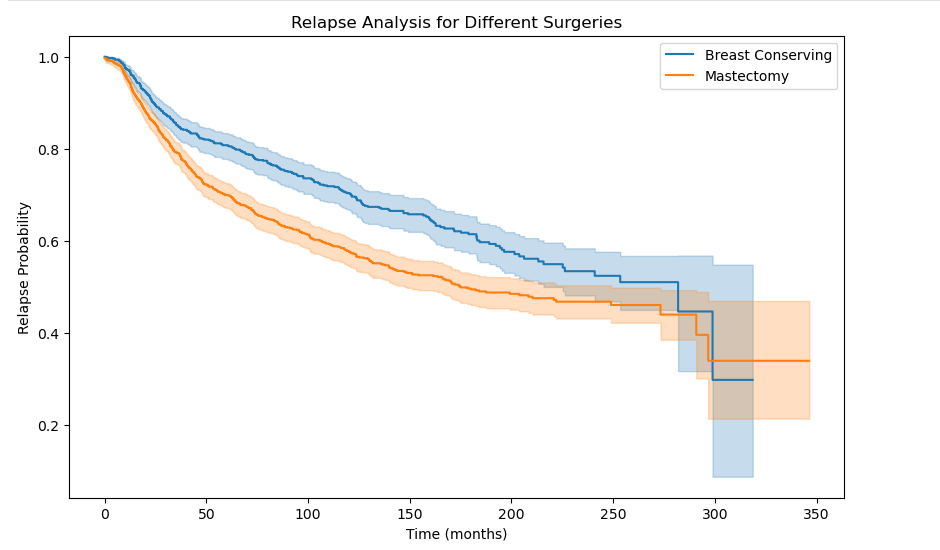 Relapse Analysis for Different Surgeries
Breast Conserving
Mastectomy
1.0
0.8
0.6
0.4
0.2
Relapse Probability
0 50 100 150 200 250 300 350
Time (months)